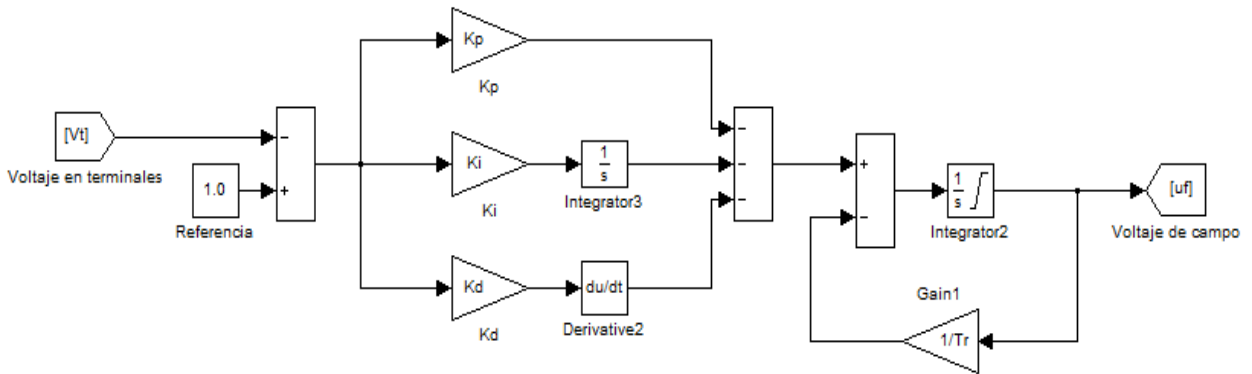 Kp
Kp
[Vt]
Voltaje en terminales
1.0
Referencia
−
+
Ki
Ki
1
s
Integrator3
Kd
Kd
du/dt
Derivative2
−
−
−
+
−
1
s
Integrator2
[uf]
Voltaje de campo
Gain1
1/Tr